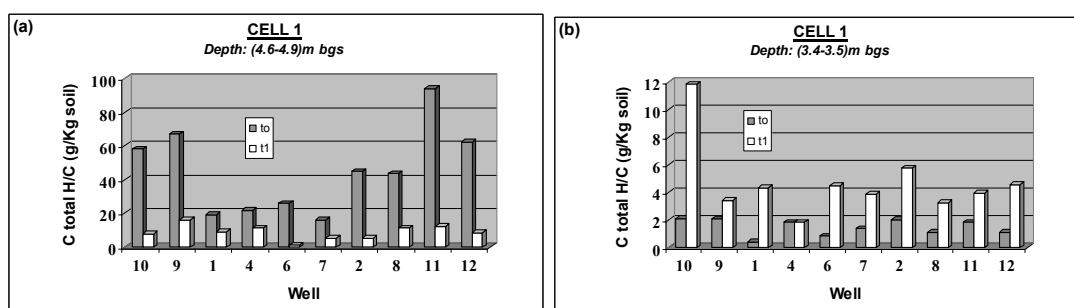 (a)
CELL 1
Depth: (4.6-4.9)m bgs
C total H/C (g/Kg soil)
100
80
60
40
20
0
to
t1
10 9 1 4 6 7 2 8 11 12
Well
(b)
CELL 1
Depth: (3.4-3.5)m bgs
C total H/C (g/Kg soil)
12
10
8
6
4
2
0
to
t1
10 9 1 4 6 7 2 8 11 12
Well